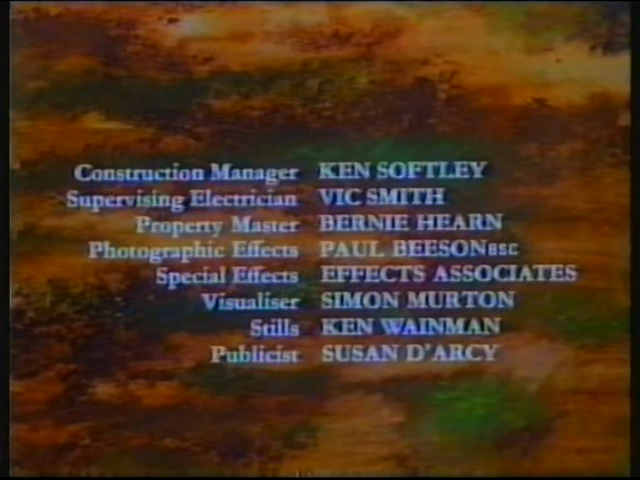 Construction Manager KEN SOFTLEY
Supervising Electrician VIC SMITH
Property Master BERNIE HEARN
Photographic Effects PAUL BEESON BSC
Special Effects EFFECTS ASSOCIATES
Visualiser SIMON MURTON
Stills KEN WAINMAN
Publicist SUSAN D'ARCY